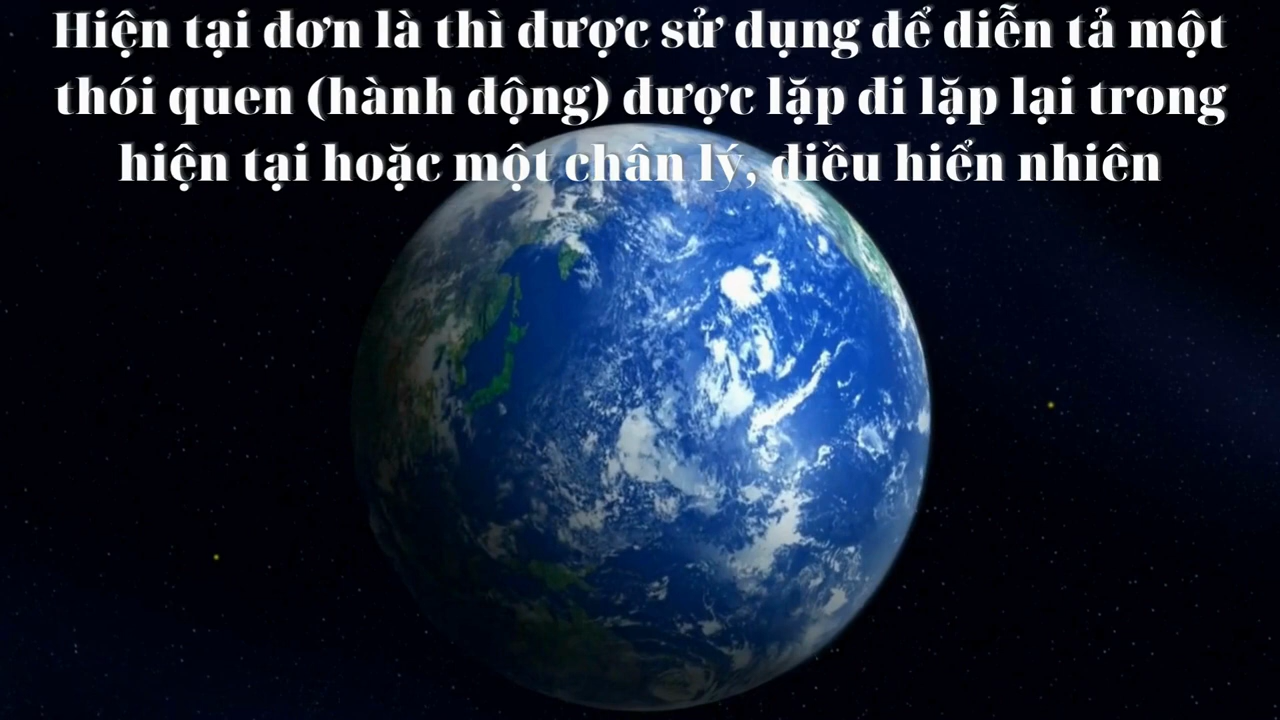 Hiện tại đơn là thì được sử dụng để diễn tả một
thói quen (hành động) được lặp đi lặp lại trong
hiện tại hoặc một chân lý, điều hiển nhiên